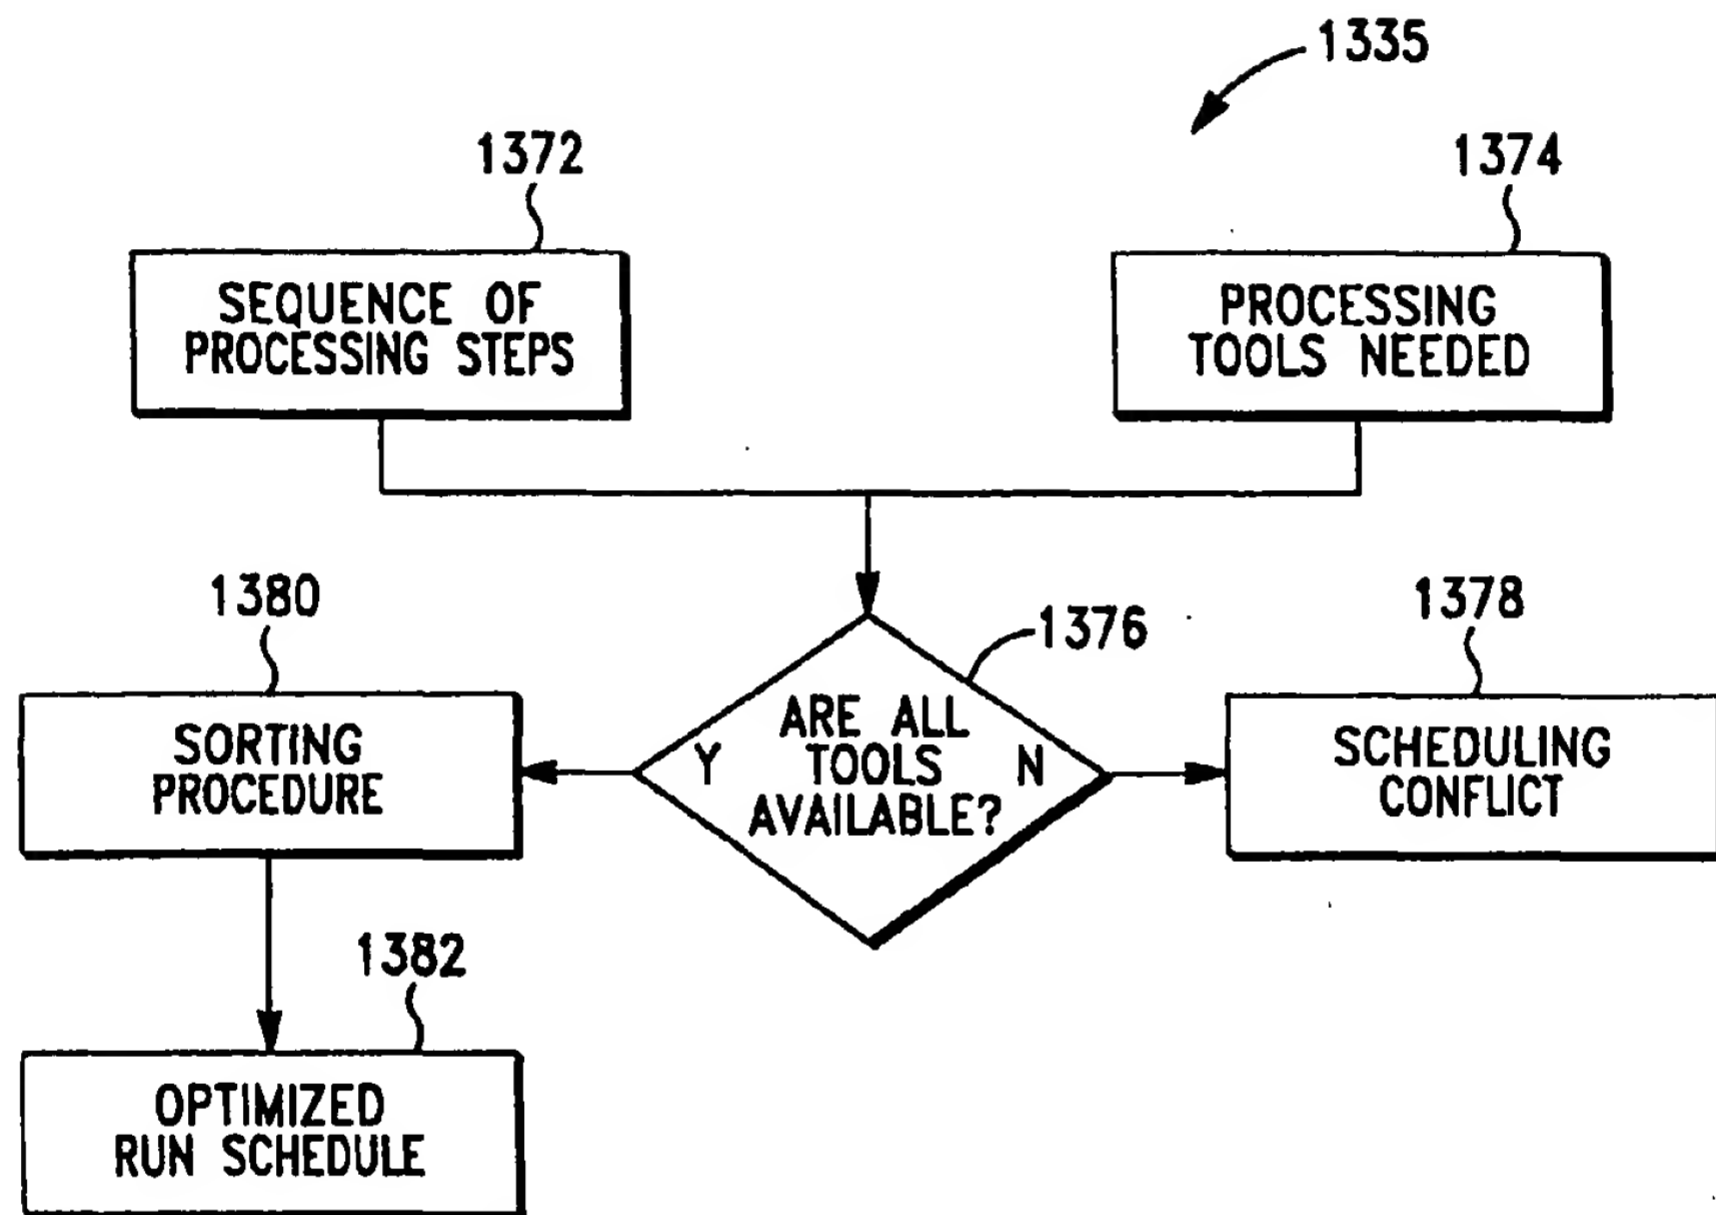 1335
1372
1374
SEQUENCE OF
PROCESSING STEPS
PROCESSING
TOOLS NEEDED
1380
1376
1378
SORTING
PROCEDURE
Y
ARE ALL
TOOLS
AVAILABLE?
N
SCHEDULING
CONFLICT
1382
OPTIMIZED
RUN SCHEDULE